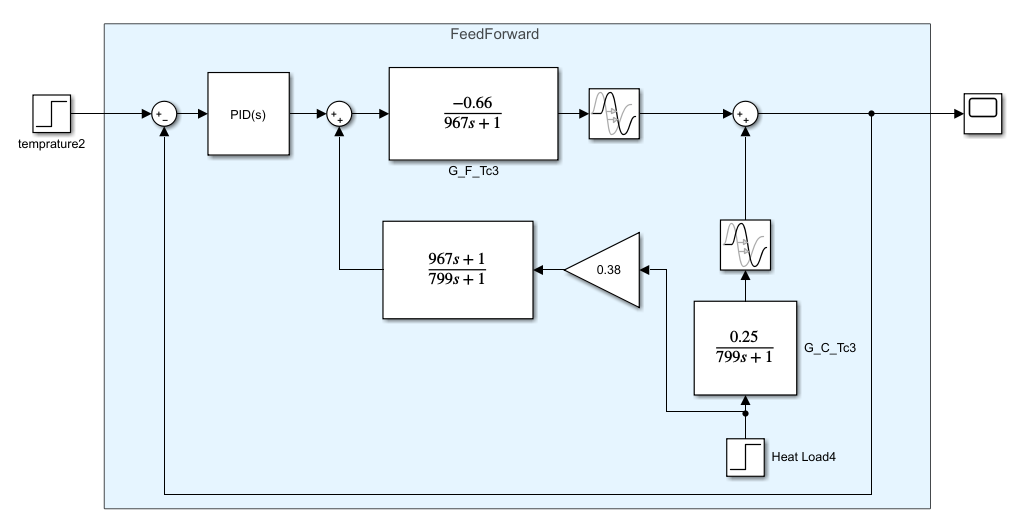 FeedForward
temprature2
+
−
PID(s)
+
+
−0.66
967s + 1
G_F_Tc3
+
+
967s + 1
799s + 1
0.38
0.25
799s + 1
G_C_Tc3
Heat Load4